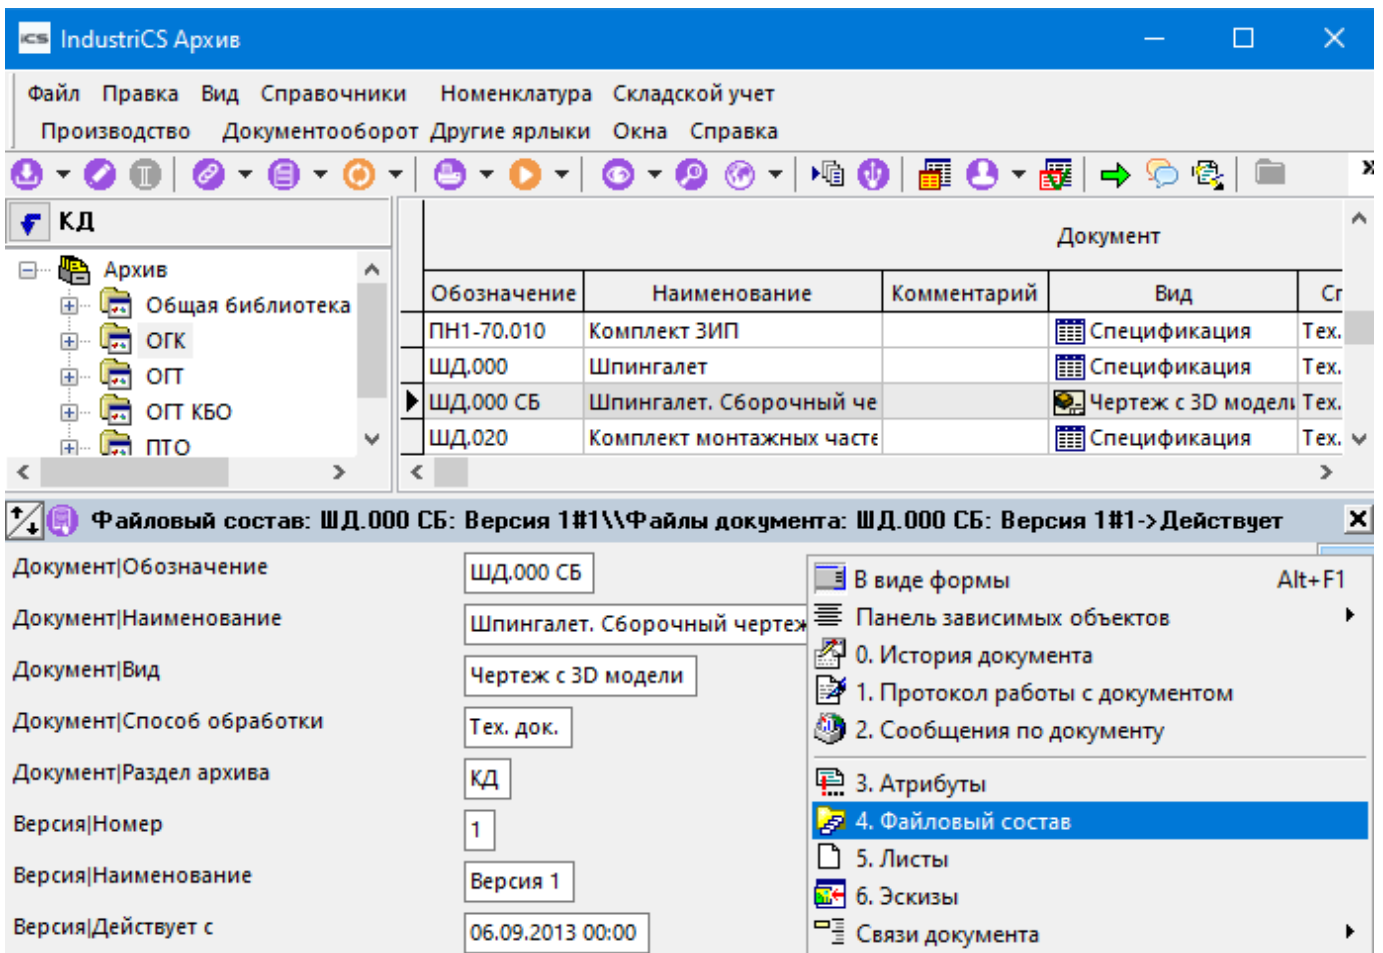 iCS IndustriCS Архив
Файл Правка Вид Справочники Номенклатура Складской учет
Производство Документооборот Другие ярлыки Окна Справка
КД
Архив
Общая библиотека
ОГК
ОГТ
ОГТ КБО
ПТО
Документ
Обозначение Наименование Комментарий Вид Сп
ПН1-70.010 Комплект ЗИП Спецификация Тех.
ШД.000 Шпингалет Спецификация Тех.
ШД.000 СБ Шпингалет. Сборочный че Чертеж с 3D модели Тех.
ШД.020 Комплект монтажных часте Спецификация Тех.
Файловый состав: ШД.000 СБ: Версия 1#1\\Файлы документа: ШД.000 СБ: Версия 1#1->Действует
Документ|Обозначение ШД.000 СБ
Документ|Наименование Шпингалет. Сборочный чертеж
Документ|Вид Чертеж с 3D модели
Документ|Способ обработки Тех. док.
Документ|Раздел архива КД
Версия|Номер 1
Версия|Наименование Версия 1
Версия|Действует с 06.09.2013 00:00
В виде формы Alt+F1
Панель зависимых объектов
0. История документа
1. Протокол работы с документом
2. Сообщения по документу
3. Атрибуты
4. Файловый состав
5. Листы
6. Эскизы
Связи документа